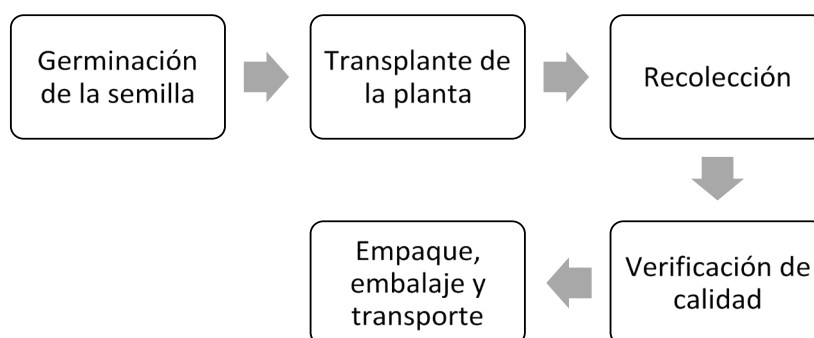 Germinación
de la semilla
Transplante de
la planta
Recolección
Verificación de
calidad
Empaque,
embalaje y
transporte